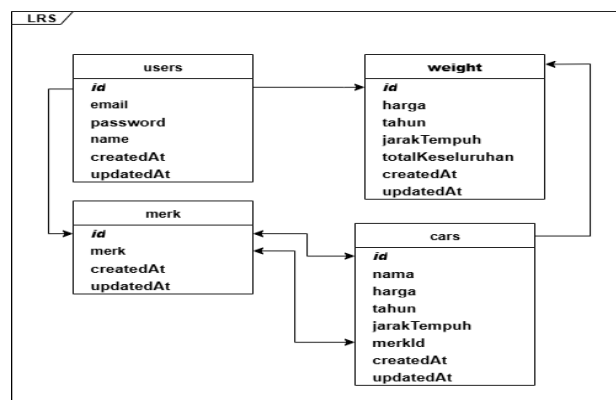 LRS
users
id
email
password
name
createdAt
updatedAt
weight
id
harga
tahun
jarakTempuh
totalKeseluruhan
createdAt
updatedAt
merk
id
merk
createdAt
updatedAt
cars
id
nama
harga
tahun
jarakTempuh
merkId
createdAt
updatedAt